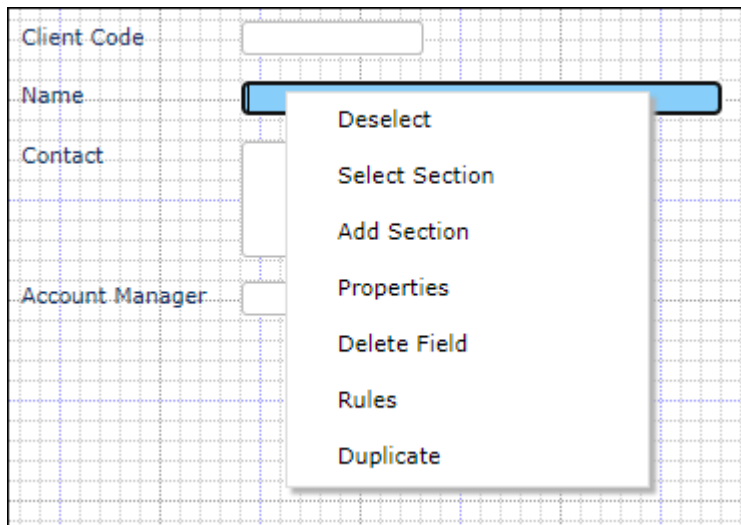 Client Code
Name
Deselect
Contact
Select Section
Add Section
Account Manager
Properties
Delete Field
Rules
Duplicate